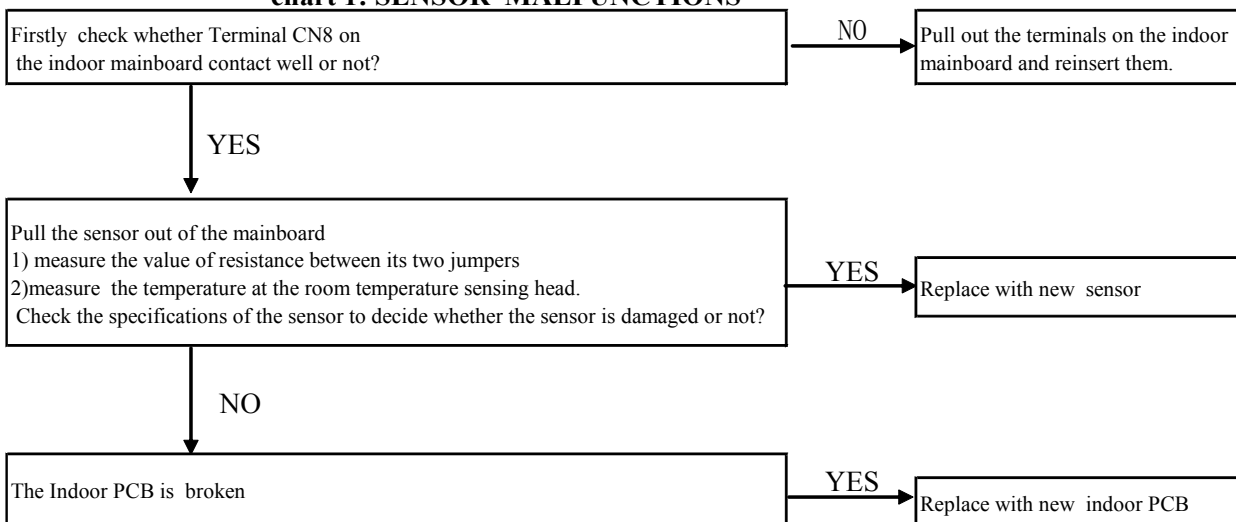 chart 1: SENSOR MALFUNCTIONS
Firstly check whether Terminal CN8 on
the indoor mainboard contact well or not?
NO
Pull out the terminals on the indoor
mainboard and reinsert them.
YES
Pull the sensor out of the mainboard
1) measure the value of resistance between its two jumpers
2)measure the temperature at the room temperature sensing head.
Check the specifications of the sensor to decide whether the sensor is damaged or not?
YES
Replace with new sensor
NO
The Indoor PCB is broken
YES
Replace with new indoor PCB